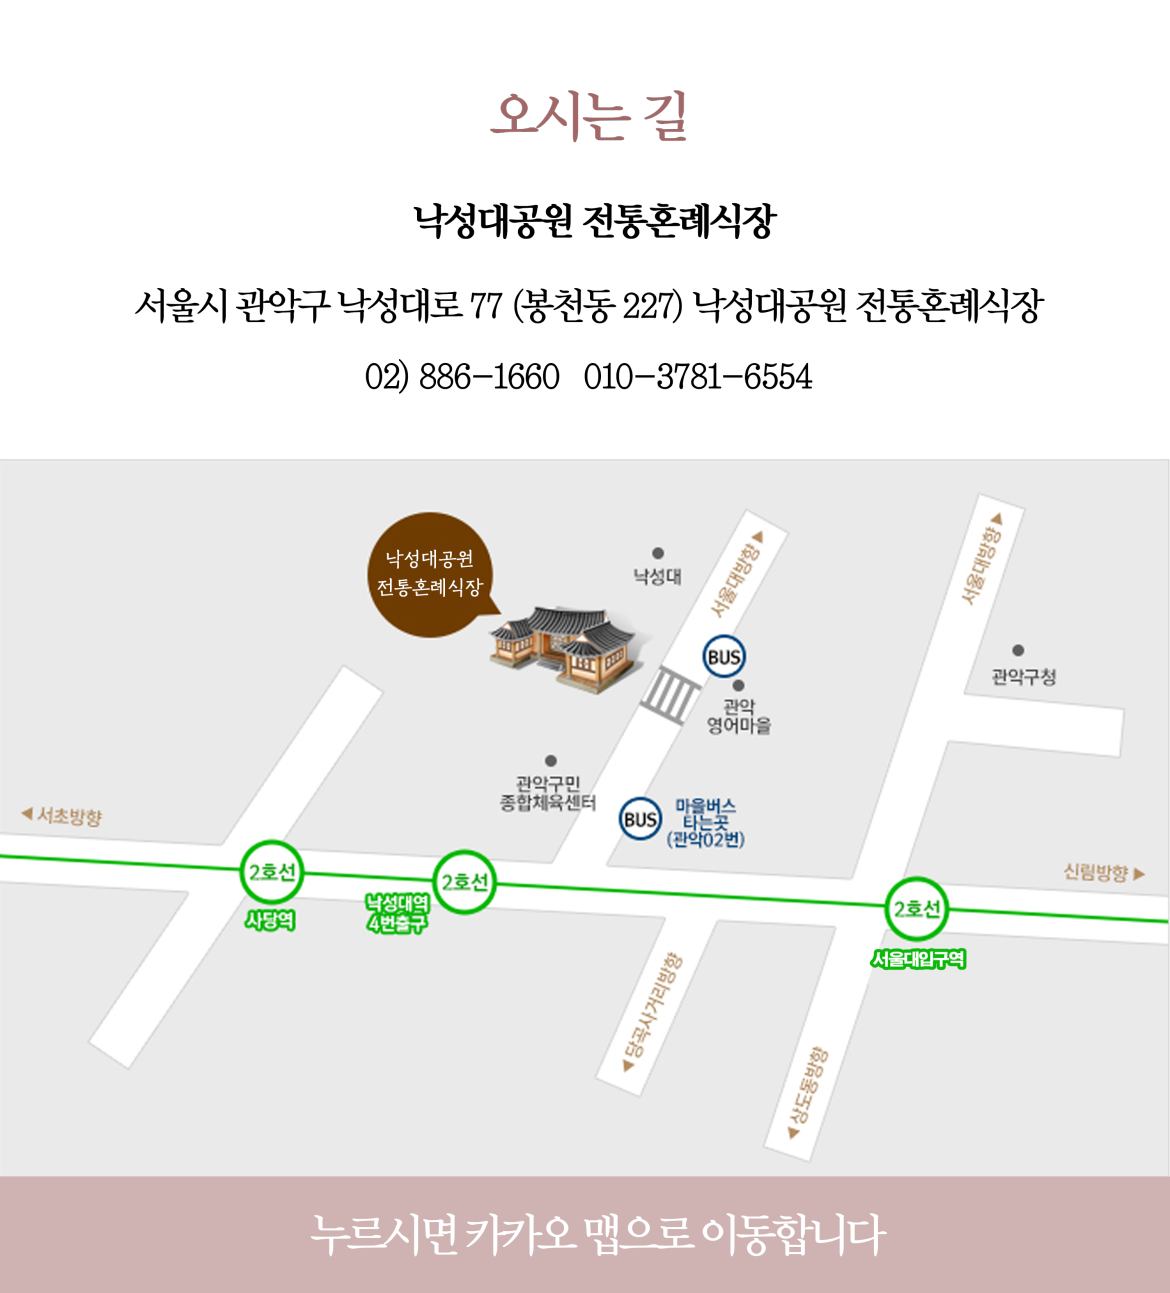 오시는 길
낙성대공원 전통혼례식장
서울시 관악구 낙성대로 77 (봉천동 227) 낙성대공원 전통혼례식장
02) 886-1660 010-3781-6554
낙성대공원
전통혼례식장
낙성대
서울대방향▶
서울대방향▶
BUS
관악구청
관악
영어마을
관악구민
종합체육센터
BUS
마을버스
타는곳
(관악02번)
◀서초방향
신림방향▶
2호선
사당역
2호선
낙성대역
4번출구
2호선
서울대입구역
◀당곡사거리방향
◀상도동방향
누르시면 카카오 맵으로 이동합니다